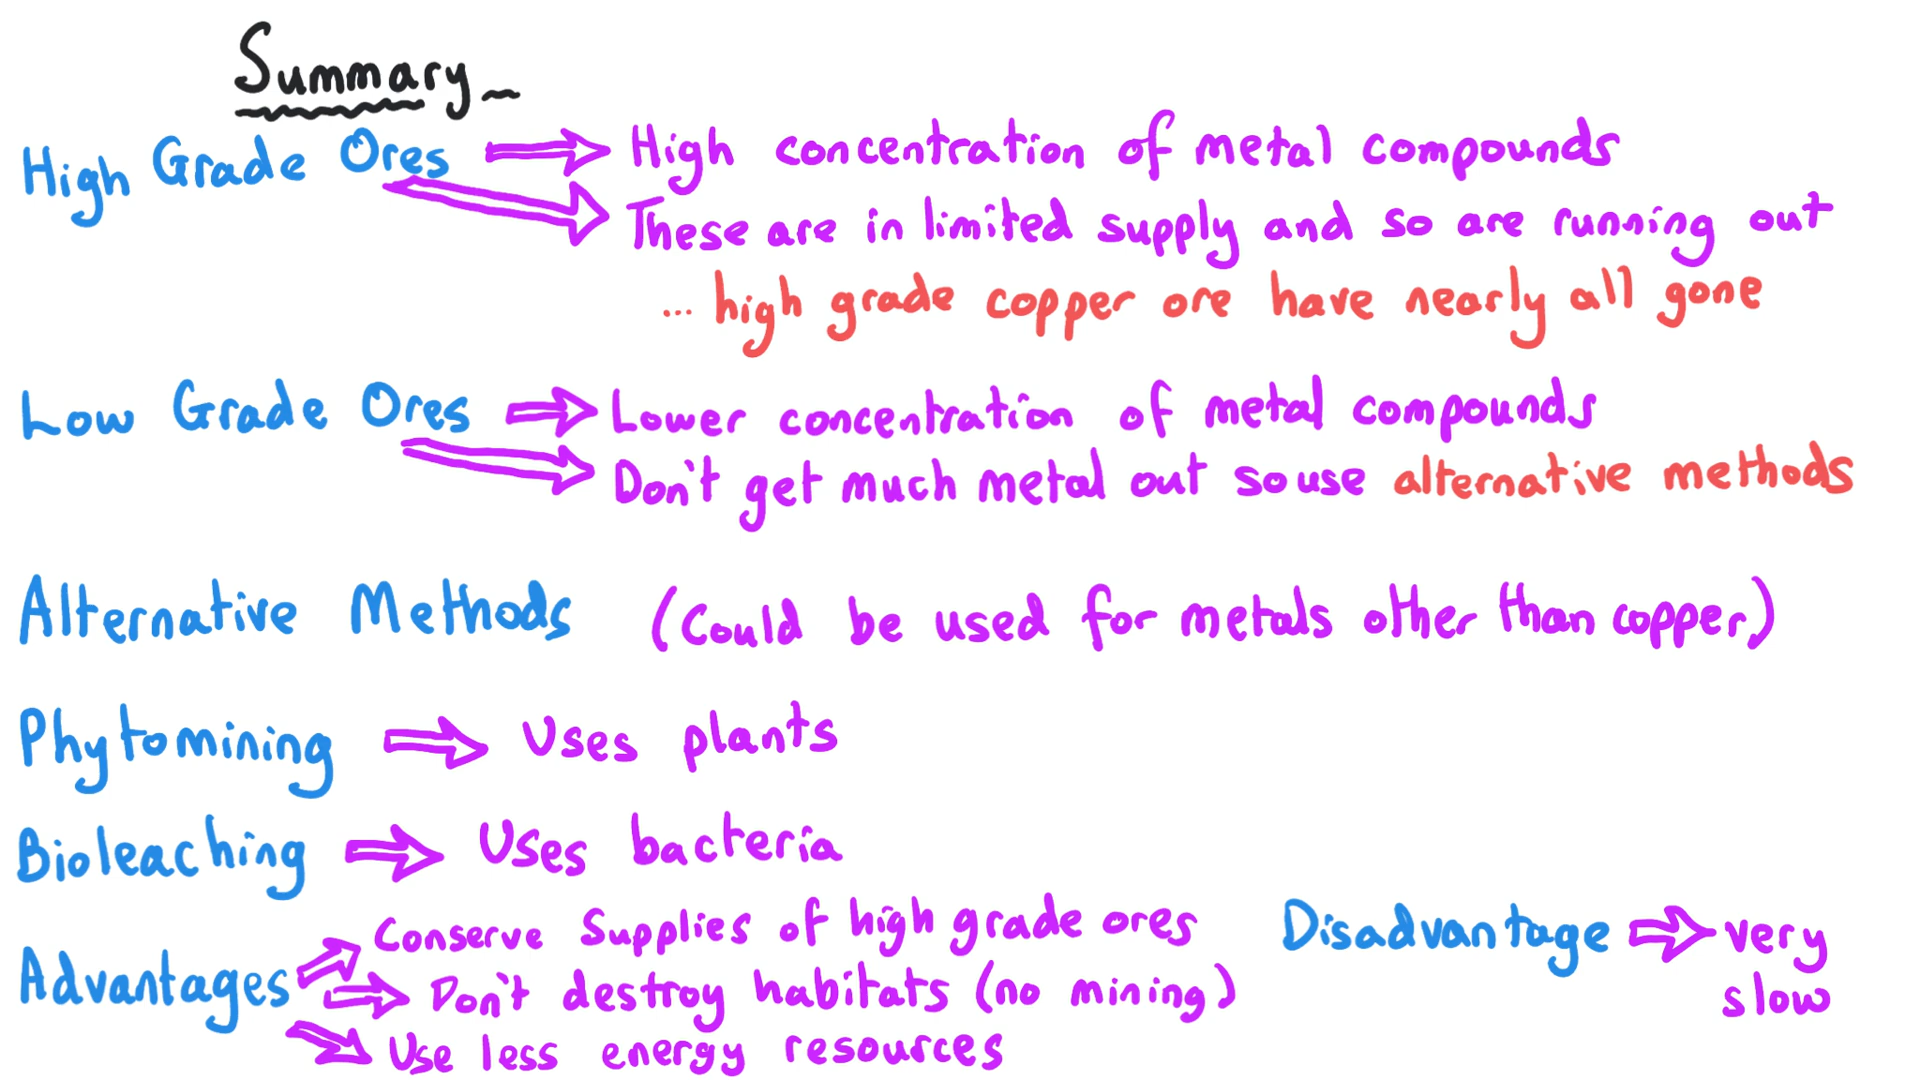 Summary
High Grade Ores ⇒ High concentration of metal compounds
These are in limited supply and so are running out
... high grade copper ore have nearly all gone
Low Grade Ores ⇒ Lower concentration of metal compounds
Don't get much metal out so use alternative methods
Alternative Methods (Could be used for metals other than copper)
Phytomining ⇒ Uses plants
Bioleaching ⇒ Uses bacteria
Advantages ⇒ Conserve supplies of high grade ores
Don't destroy habitats (no mining)
Use less energy resources
Disadvantage ⇒ very
slow